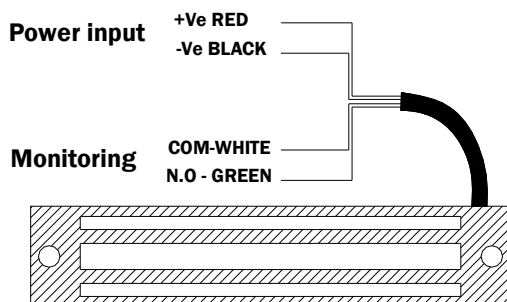 Power input
+Ve RED
-Ve BLACK
Monitoring
COM-WHITE
N.O - GREEN